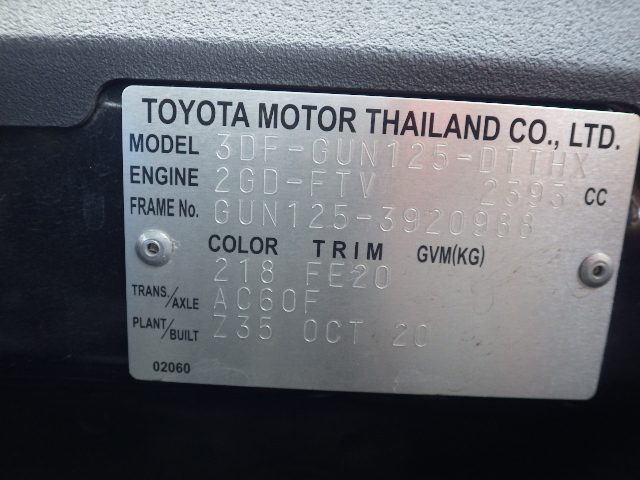 TOYOTA MOTOR THAILAND CO., LTD.
MODEL 3DF-GUN125-DTTHX
ENGINE 2GD-FTV 2393 CC
FRAME No. GUN125-3920988
COLOR TRIM GVM(KG)
218 FE20
TRANS./AXLE AC60F
PLANT/BUILT Z35 OCT 20
02060